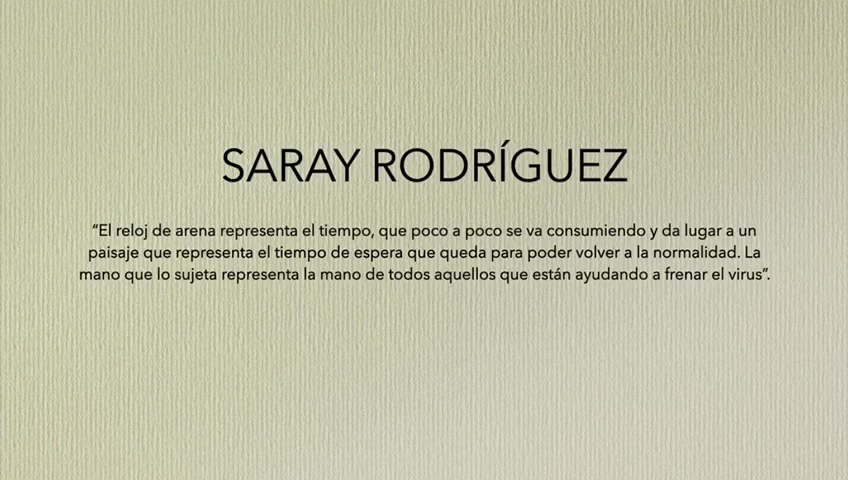 SARAY RODRÍGUEZ
“El reloj de arena representa el tiempo, que poco a poco se va consumiendo y da lugar a un
paisaje que representa el tiempo de espera que queda para poder volver a la normalidad. La
mano que lo sujeta representa la mano de todos aquellos que están ayudando a frenar el virus”.